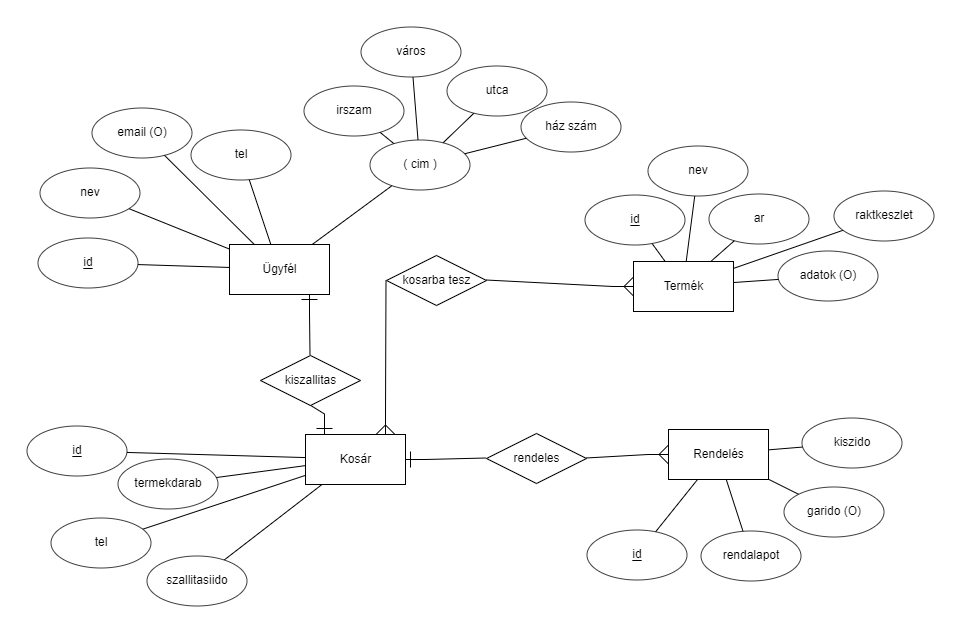 város
utca
irszam
ház szám
email (O)
tel
( cim )
nev
id
Ügyfél
nev
id
ar
raktkeszlet
adatok (O)
Termék
kosarba tesz
kiszallitas
id
termekdarab
tel
szallitasiido
Kosár
rendeles
Rendelés
kiszido
garido (O)
id
rendalapot